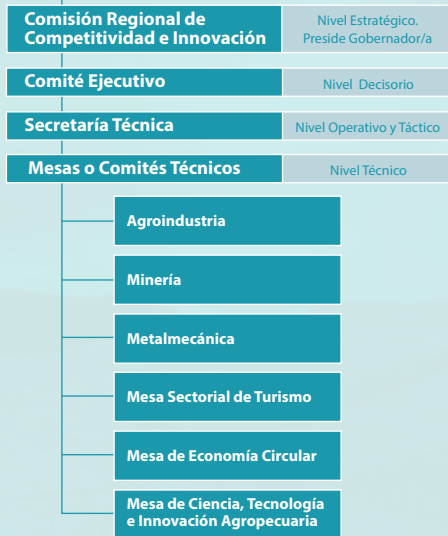 Comisión Regional de
Competitividad e Innovación
Nivel Estratégico.
Preside Gobernador/a
Comité Ejecutivo
Nivel Decisorio
Secretaría Técnica
Nivel Operativo y Táctico
Mesas o Comités Técnicos
Nivel Técnico
Agroindustria
Minería
Metalmecánica
Mesa Sectorial de Turismo
Mesa de Economía Circular
Mesa de Ciencia, Tecnología
e Innovación Agropecuaria